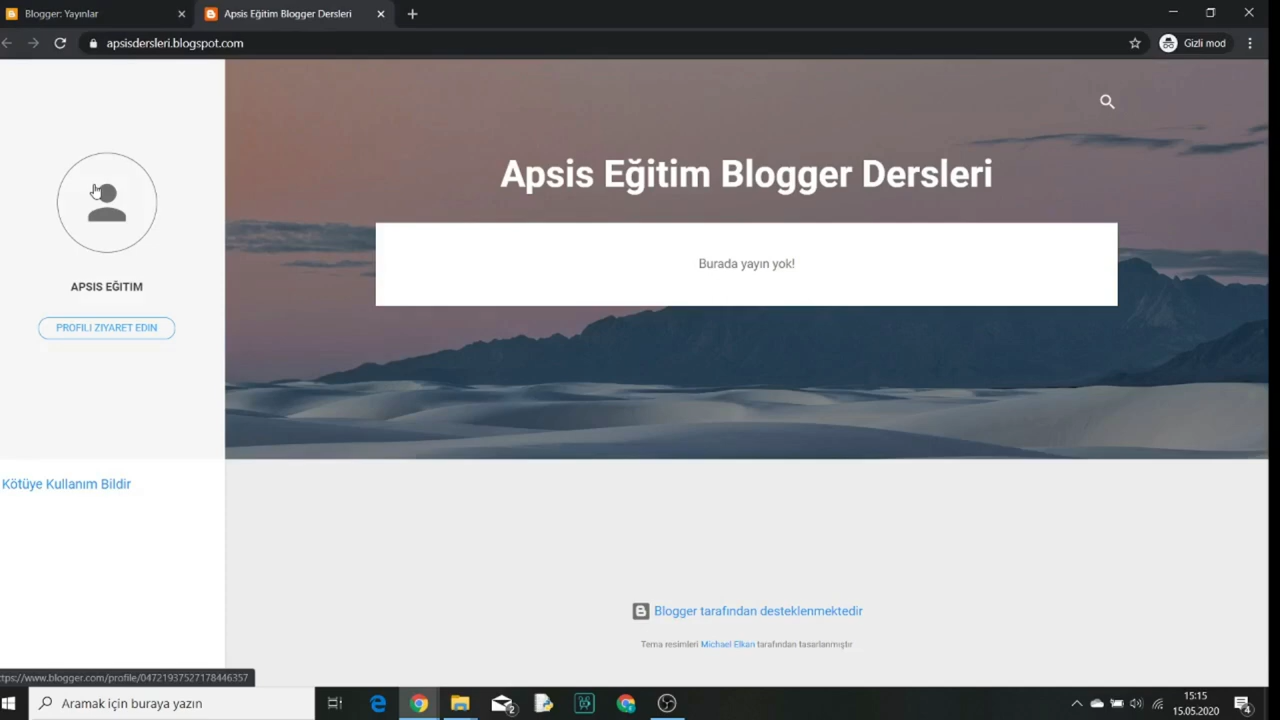 Blogger: Yayınlar
Apsis Eğitim Blogger Dersleri
apsisdersleri.blogspot.com
Gizli mod
Apsis Eğitim Blogger Dersleri
Burada yayın yok!
APSIS EĞITIM
PROFILI ZIYARET EDIN
Kötüye Kullanım Bildir
Blogger tarafından desteklenmektedir
Tema resimleri Michael Elkan tarafından tasarlanmıştır
ttps://www.blogger.com/profile/04721937527178446357
Aramak için buraya yazın
2
15:15
15.05.2020
4